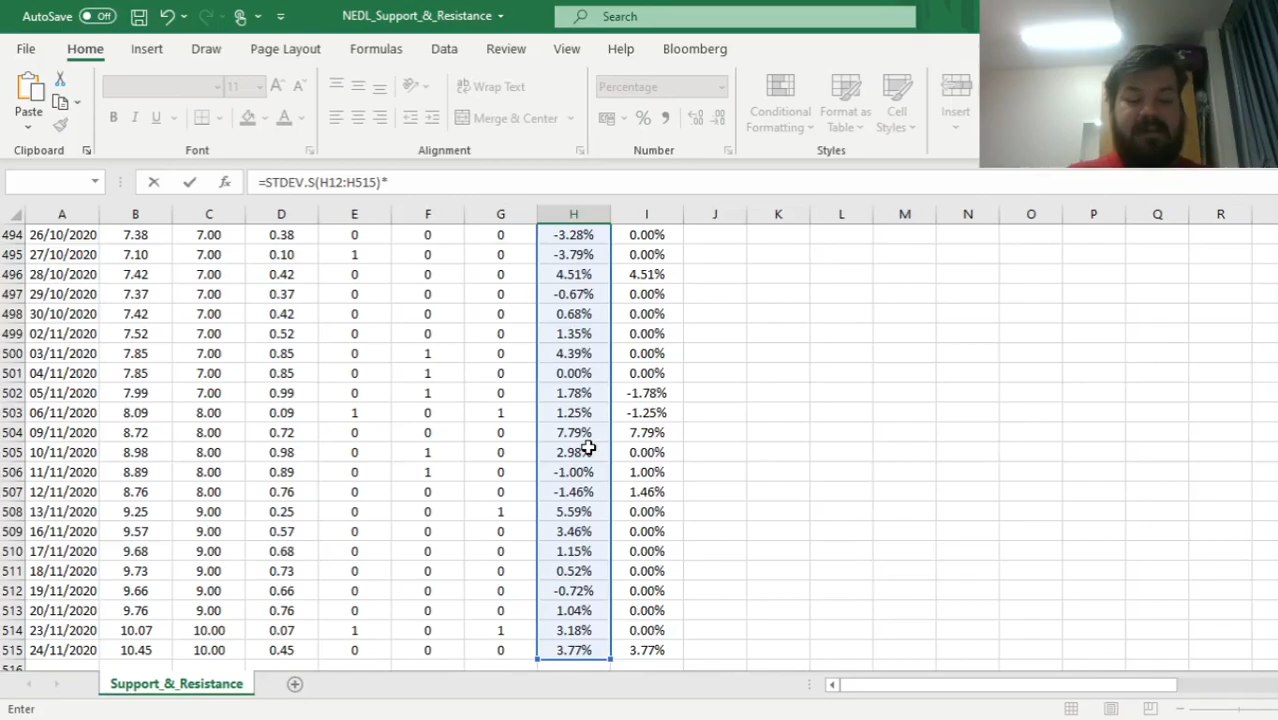 AutoSave Off NEDL_Support_&_Resistance Search
File Home Insert Draw Page Layout Formulas Data Review View Help Bloomberg
11
Wrap Text
Percentage
Paste
Merge & Center
Conditional Formatting
Format as Table
Cell Styles
Insert
Clipboard Font Alignment Number Styles
=STDEV.S(H12:H515)*
A B C D E F G H I J K L M N O P Q R
494 26/10/2020 7.38 7.00 0.38 0 0 0 -3.28% 0.00%
495 27/10/2020 7.10 7.00 0.10 1 0 0 -3.79% 0.00%
496 28/10/2020 7.42 7.00 0.42 0 0 0 4.51% 4.51%
497 29/10/2020 7.37 7.00 0.37 0 0 0 -0.67% 0.00%
498 30/10/2020 7.42 7.00 0.42 0 0 0 0.68% 0.00%
499 02/11/2020 7.52 7.00 0.52 0 0 0 1.35% 0.00%
500 03/11/2020 7.85 7.00 0.85 0 1 0 4.39% 0.00%
501 04/11/2020 7.85 7.00 0.85 0 1 0 0.00% 0.00%
502 05/11/2020 7.99 7.00 0.99 0 1 0 1.78% -1.78%
503 06/11/2020 8.09 8.00 0.09 1 0 1 1.25% -1.25%
504 09/11/2020 8.72 8.00 0.72 0 0 0 7.79% 7.79%
505 10/11/2020 8.98 8.00 0.98 0 1 0 2.98% 0.00%
506 11/11/2020 8.89 8.00 0.89 0 1 0 -1.00% 1.00%
507 12/11/2020 8.76 8.00 0.76 0 0 0 -1.46% 1.46%
508 13/11/2020 9.25 9.00 0.25 0 0 1 5.59% 0.00%
509 16/11/2020 9.57 9.00 0.57 0 0 0 3.46% 0.00%
510 17/11/2020 9.68 9.00 0.68 0 0 0 1.15% 0.00%
511 18/11/2020 9.73 9.00 0.73 0 0 0 0.52% 0.00%
512 19/11/2020 9.66 9.00 0.66 0 0 0 -0.72% 0.00%
513 20/11/2020 9.76 9.00 0.76 0 0 0 1.04% 0.00%
514 23/11/2020 10.07 10.00 0.07 1 0 1 3.18% 0.00%
515 24/11/2020 10.45 10.00 0.45 0 0 0 3.77% 3.77%
Support_&_Resistance
Enter